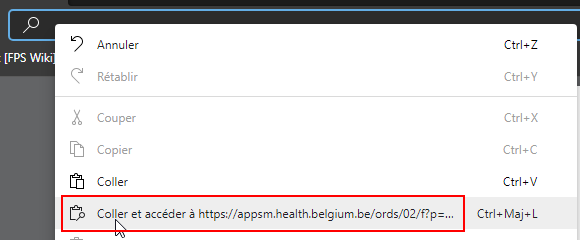 : [FPS Wiki]
Annuler Ctrl+Z
Rétablir Ctrl+Y
Couper Ctrl+X
Copier Ctrl+C
Coller Ctrl+V
Coller et accéder à https://appsm.health.belgium.be/ords/02/f?p=... Ctrl+Maj+L